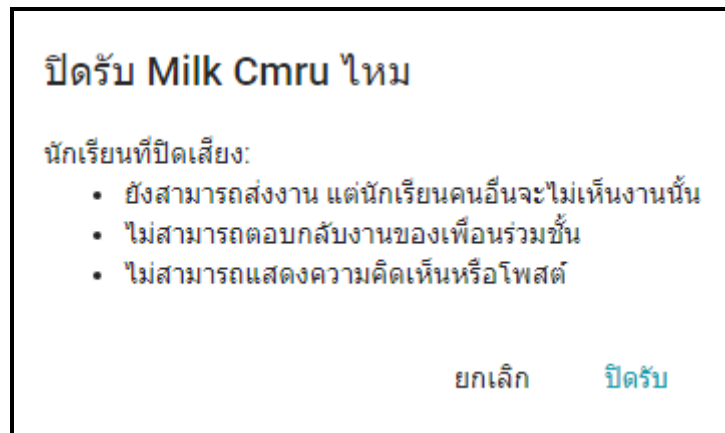 ปิดรับ Milk Cmru ไหม
นักเรียนที่ปิดเสียง:
• ยังสามารถส่งงาน แต่นักเรียนคนอื่นจะไม่เห็นงานนั้น
• ไม่สามารถตอบกลับงานของเพื่อนร่วมชั้น
• ไม่สามารถแสดงความคิดเห็นหรือโพสต์
ยกเลิก ปิดรับ